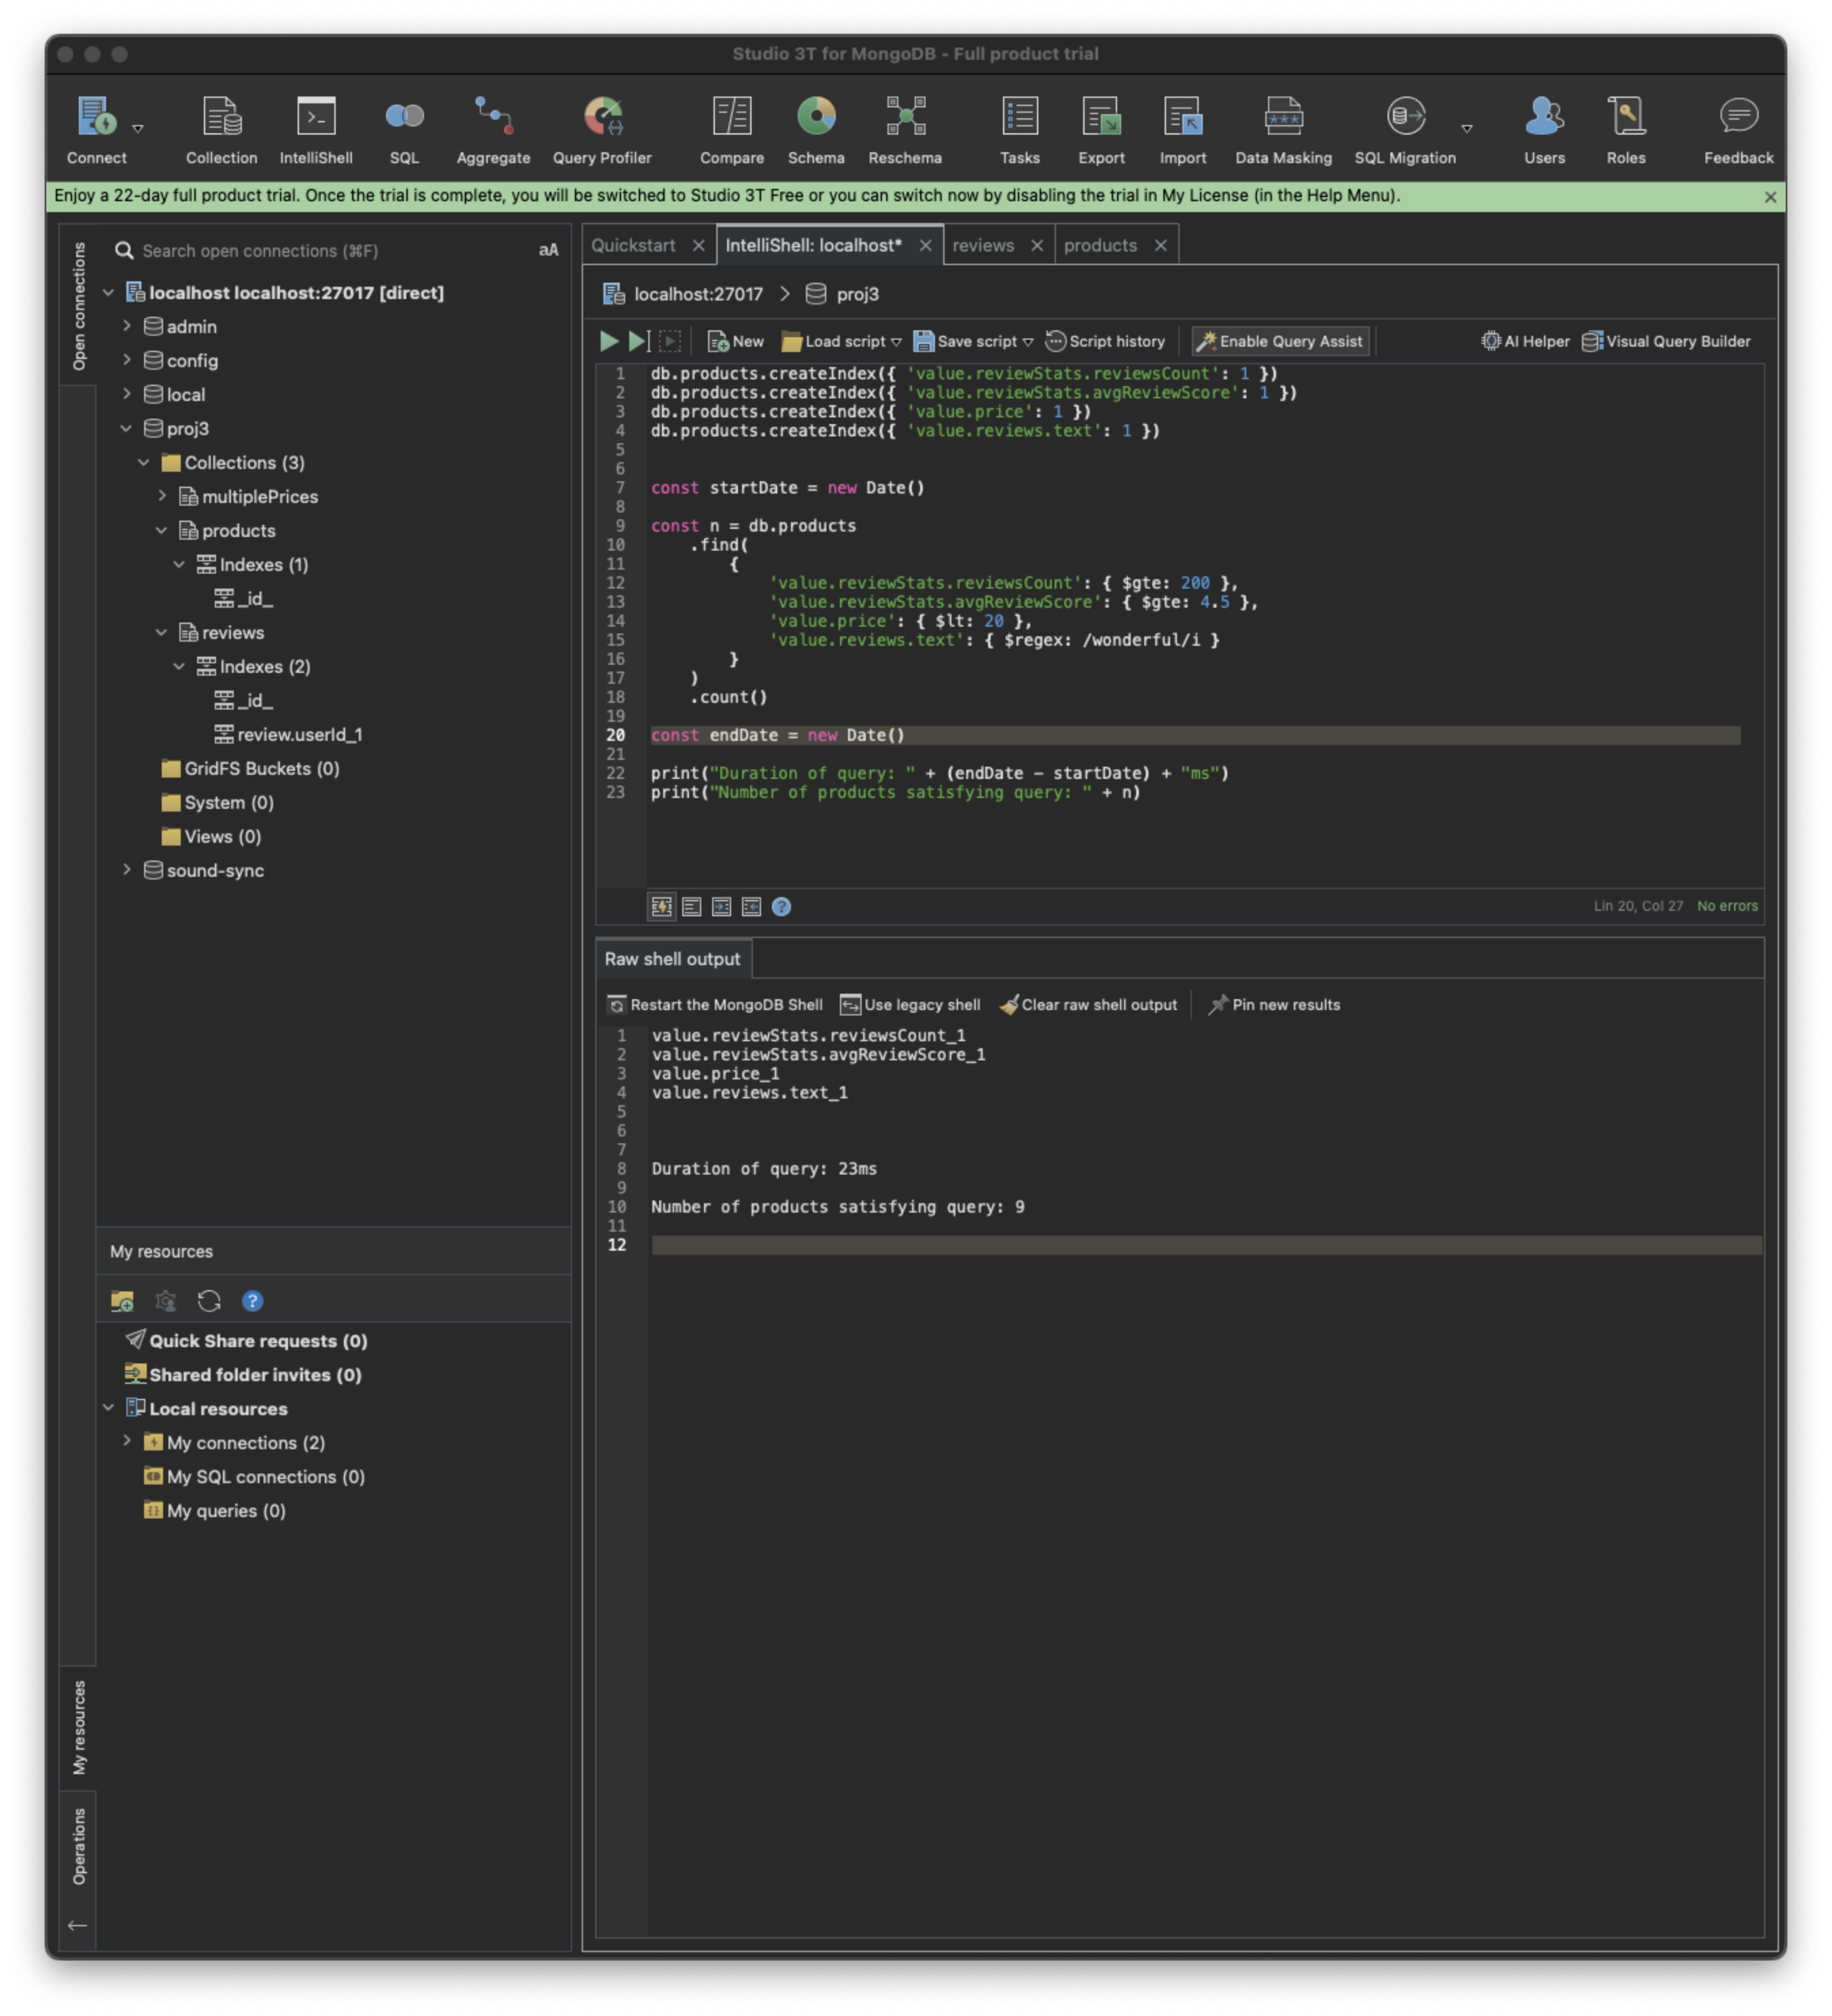 Studio 3T for MongoDB - Full product trial
Connect
Collection
IntelliShell
SQL
Aggregate
Query Profiler
Compare
Schema
Reschema
Tasks
Export
Import
Data Masking
SQL Migration
Users
Roles
Feedback
Enjoy a 22-day full product trial. Once the trial is complete, you will be switched to Studio 3T Free or you can switch now by disabling the trial in My License (in the Help Menu).
Open connections
Search open connections (⌘F)
aA
localhost localhost:27017 [direct]
admin
config
local
proj3
Collections (3)
multiplePrices
products
Indexes (1)
_id_
reviews
Indexes (2)
_id_
review.userId_1
GridFS Buckets (0)
System (0)
Views (0)
sound-sync
My resources
Quick Share requests (0)
Shared folder invites (0)
Local resources
My connections (2)
My SQL connections (0)
My queries (0)
My resources
Operations
Quickstart
IntelliShell: localhost*
reviews
products
localhost:27017 > proj3
New
Load script
Save script
Script history
Enable Query Assist
AI Helper
Visual Query Builder
1 db.products.createIndex({ 'value.reviewStats.reviewsCount': 1 })
2 db.products.createIndex({ 'value.reviewStats.avgReviewScore': 1 })
3 db.products.createIndex({ 'value.price': 1 })
4 db.products.createIndex({ 'value.reviews.text': 1 })
5
6
7 const startDate = new Date()
8
9 const n = db.products
10 .find(
11 {
12 'value.reviewStats.reviewsCount': { $gte: 200 },
13 'value.reviewStats.avgReviewScore': { $gte: 4.5 },
14 'value.price': { $lt: 20 },
15 'value.reviews.text': { $regex: /wonderful/i }
16 }
17 )
18 .count()
19
20 const endDate = new Date()
21
22 print("Duration of query: " + (endDate - startDate) + "ms")
23 print("Number of products satisfying query: " + n)
Lin 20, Col 27 No errors
Raw shell output
Restart the MongoDB Shell
Use legacy shell
Clear raw shell output
Pin new results
1 value.reviewStats.reviewsCount_1
2 value.reviewStats.avgReviewScore_1
3 value.price_1
4 value.reviews.text_1
5
6
7
8 Duration of query: 23ms
9
10 Number of products satisfying query: 9
11
12